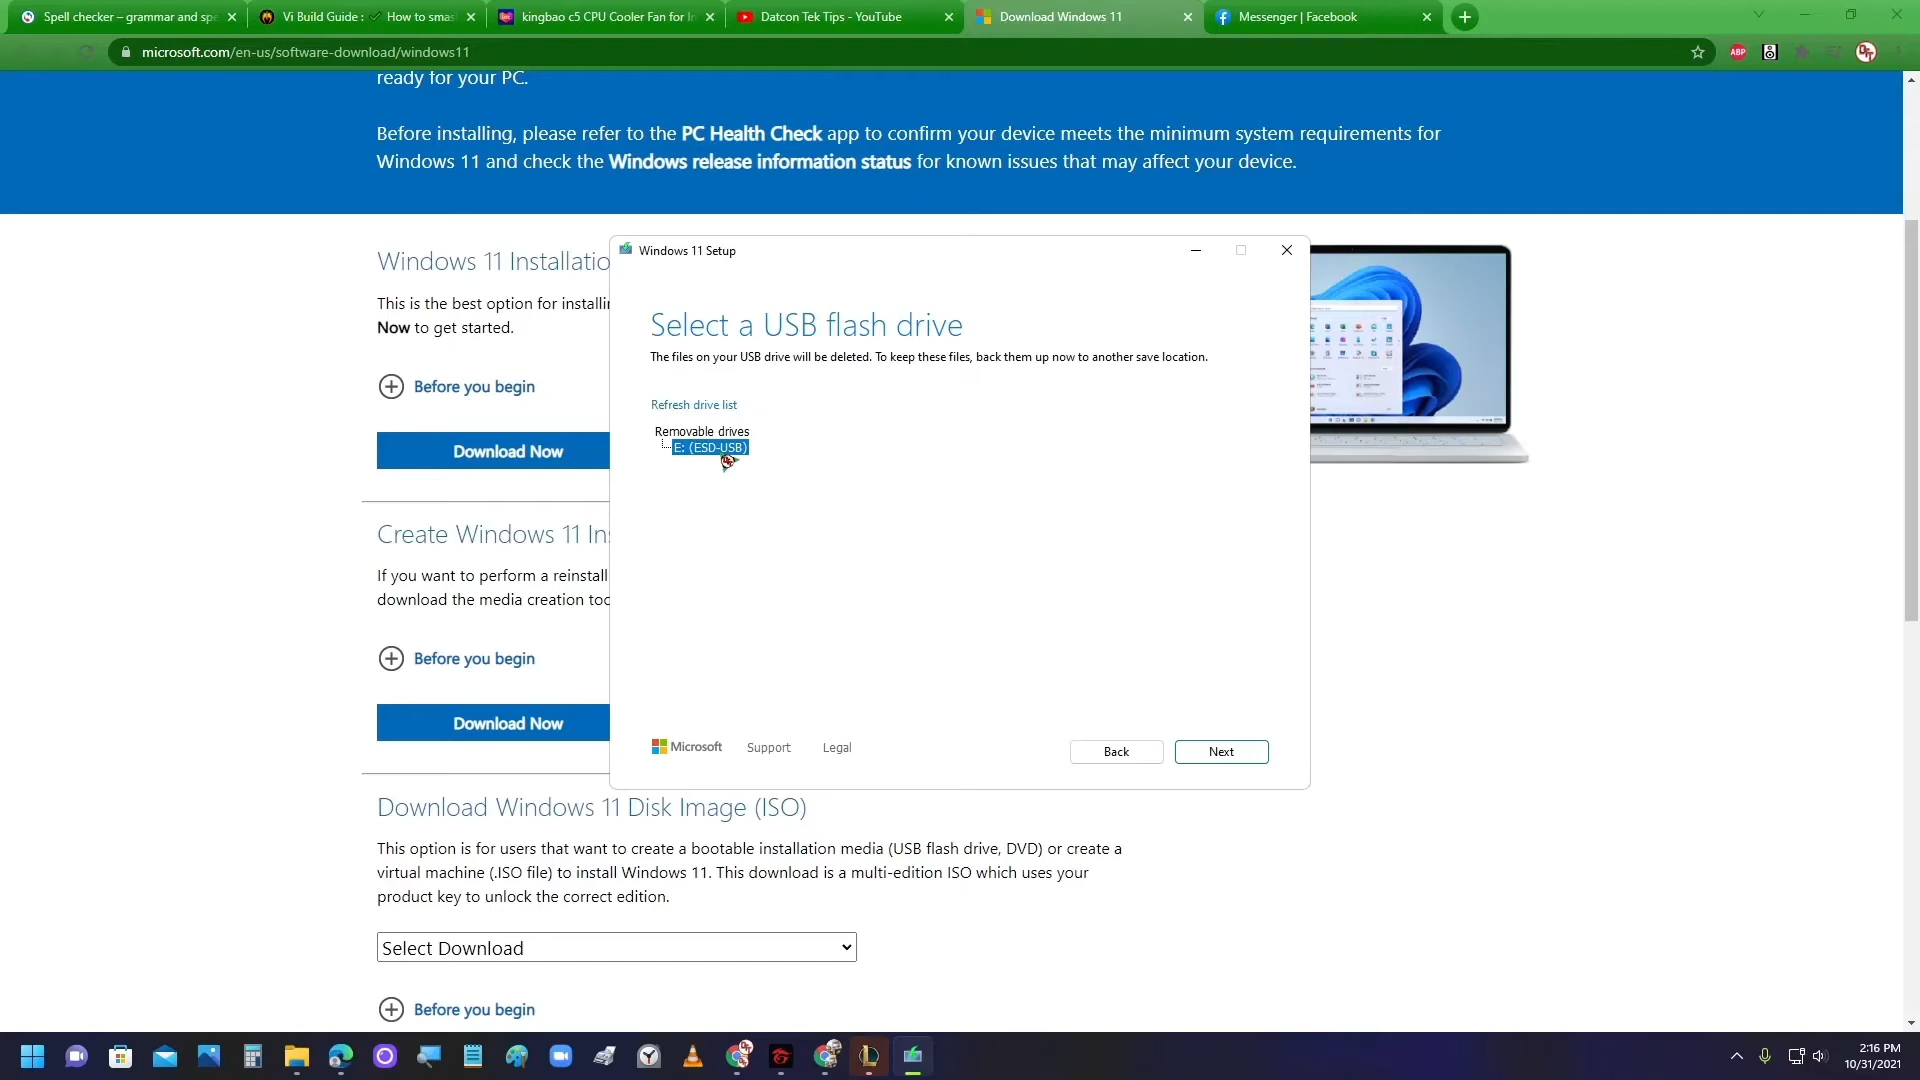 Spell checker – grammar and spe
Vi Build Guide : ✓ How to smas
kingbao c5 CPU Cooler Fan for In
Datcon Tek Tips - YouTube
Download Windows 11
Messenger | Facebook
microsoft.com/en-us/software-download/windows11
ABP
ready for your PC.
Before installing, please refer to the PC Health Check app to confirm your device meets the minimum system requirements for
Windows 11 and check the Windows release information status for known issues that may affect your device.
Windows 11 Installatio
This is the best option for installin
Now to get started.
Before you begin
Download Now
Create Windows 11 Ins
If you want to perform a reinstall
download the media creation too
Before you begin
Download Now
Windows 11 Setup
Select a USB flash drive
The files on your USB drive will be deleted. To keep these files, back them up now to another save location.
Refresh drive list
Removable drives
E: (ESD-USB)
Microsoft
Support
Legal
Back
Next
Download Windows 11 Disk Image (ISO)
This option is for users that want to create a bootable installation media (USB flash drive, DVD) or create a
virtual machine (.ISO file) to install Windows 11. This download is a multi-edition ISO which uses your
product key to unlock the correct edition.
Select Download
Before you begin
2:16 PM
10/31/2021